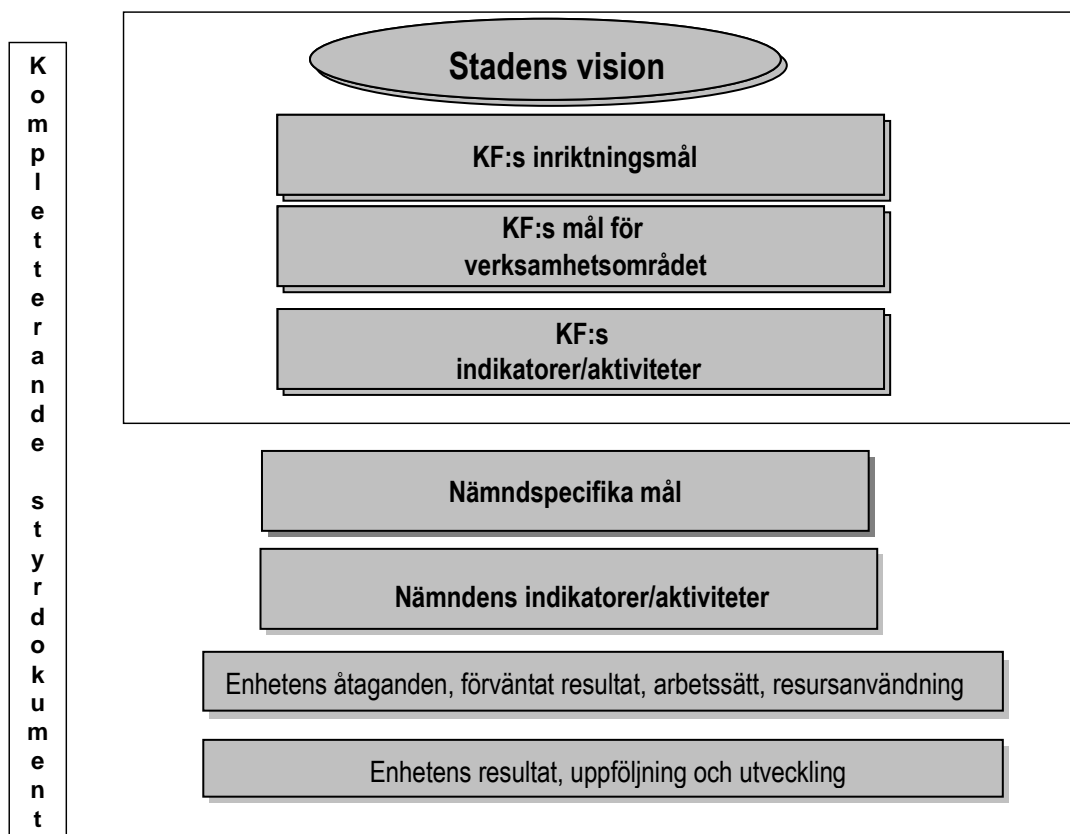 Kompletterande styrdokument
Stadens vision
KF:s inriktningsmål
KF:s mål för
verksamhetsområdet
KF:s
indikatorer/aktiviteter
Nämndspecifika mål
Nämndens indikatorer/aktiviteter
Enhetens åtaganden, förväntat resultat, arbetssätt, resursanvändning
Enhetens resultat, uppföljning och utveckling